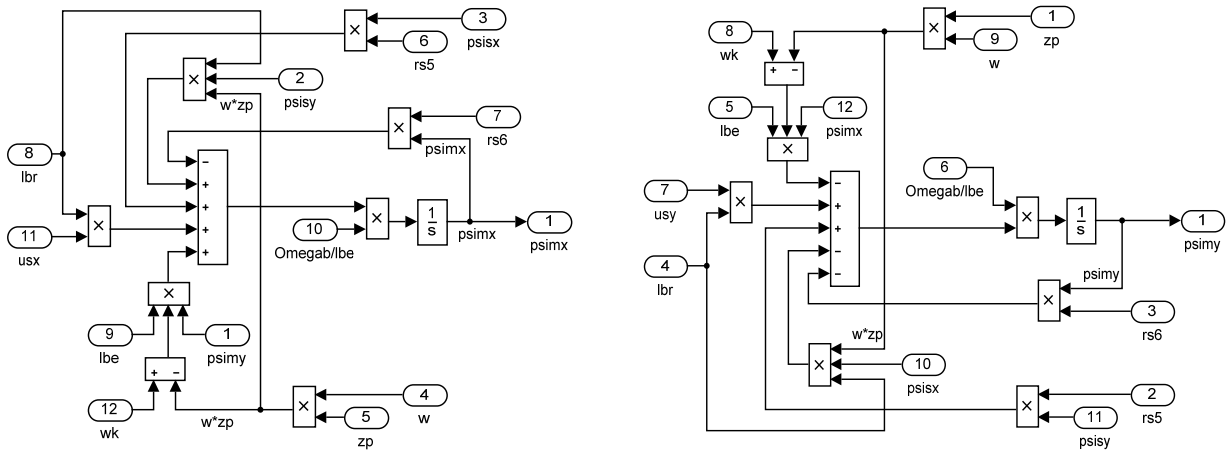 3
psisx
6
rs5
2
psisy
w*zp
7
rs6
psimx
8
lbr
11
usx
10
Omegab/lbe
1
s
psimx
1
psimx
9
lbe
1
psimy
12
wk
w*zp
4
w
5
zp
1
zp
9
w
8
wk
5
lbe
12
psimx
7
usy
4
lbr
6
Omegab/lbe
1
s
1
psimy
psimy
3
rs6
w*zp
10
psisx
2
rs5
11
psisy